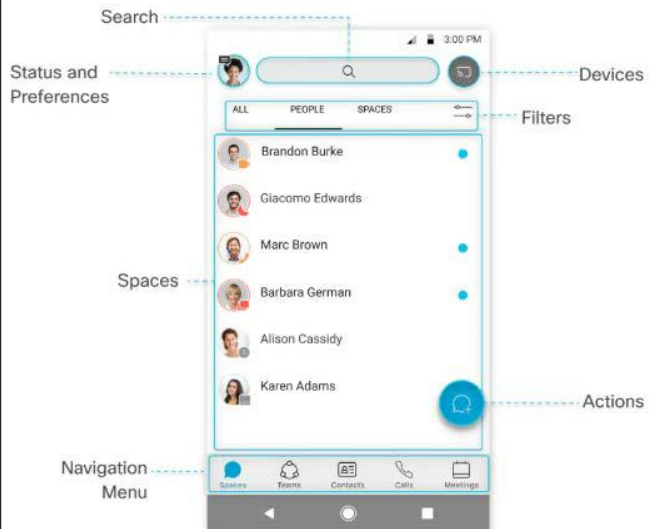 Search
3:00 PM
Status and
Preferences
Devices
ALL PEOPLE SPACES
Filters
Brandon Burke
Giacomo Edwards
Marc Brown
Spaces
Barbara German
Alison Cassidy
Karen Adams
Actions
Navigation
Menu
Spaces Teams Contacts Calls Meetings